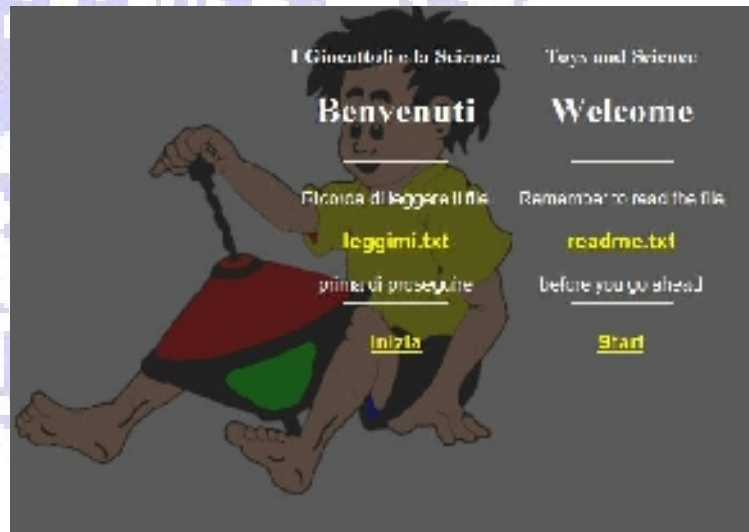 I Giocattoli e la Scienza
Benvenuti
Ricorda di leggere il file
leggimi.txt
prima di proseguire
Inizia
Toys and Science
Welcome
Remember to read the file
readme.txt
before you go ahead
Start